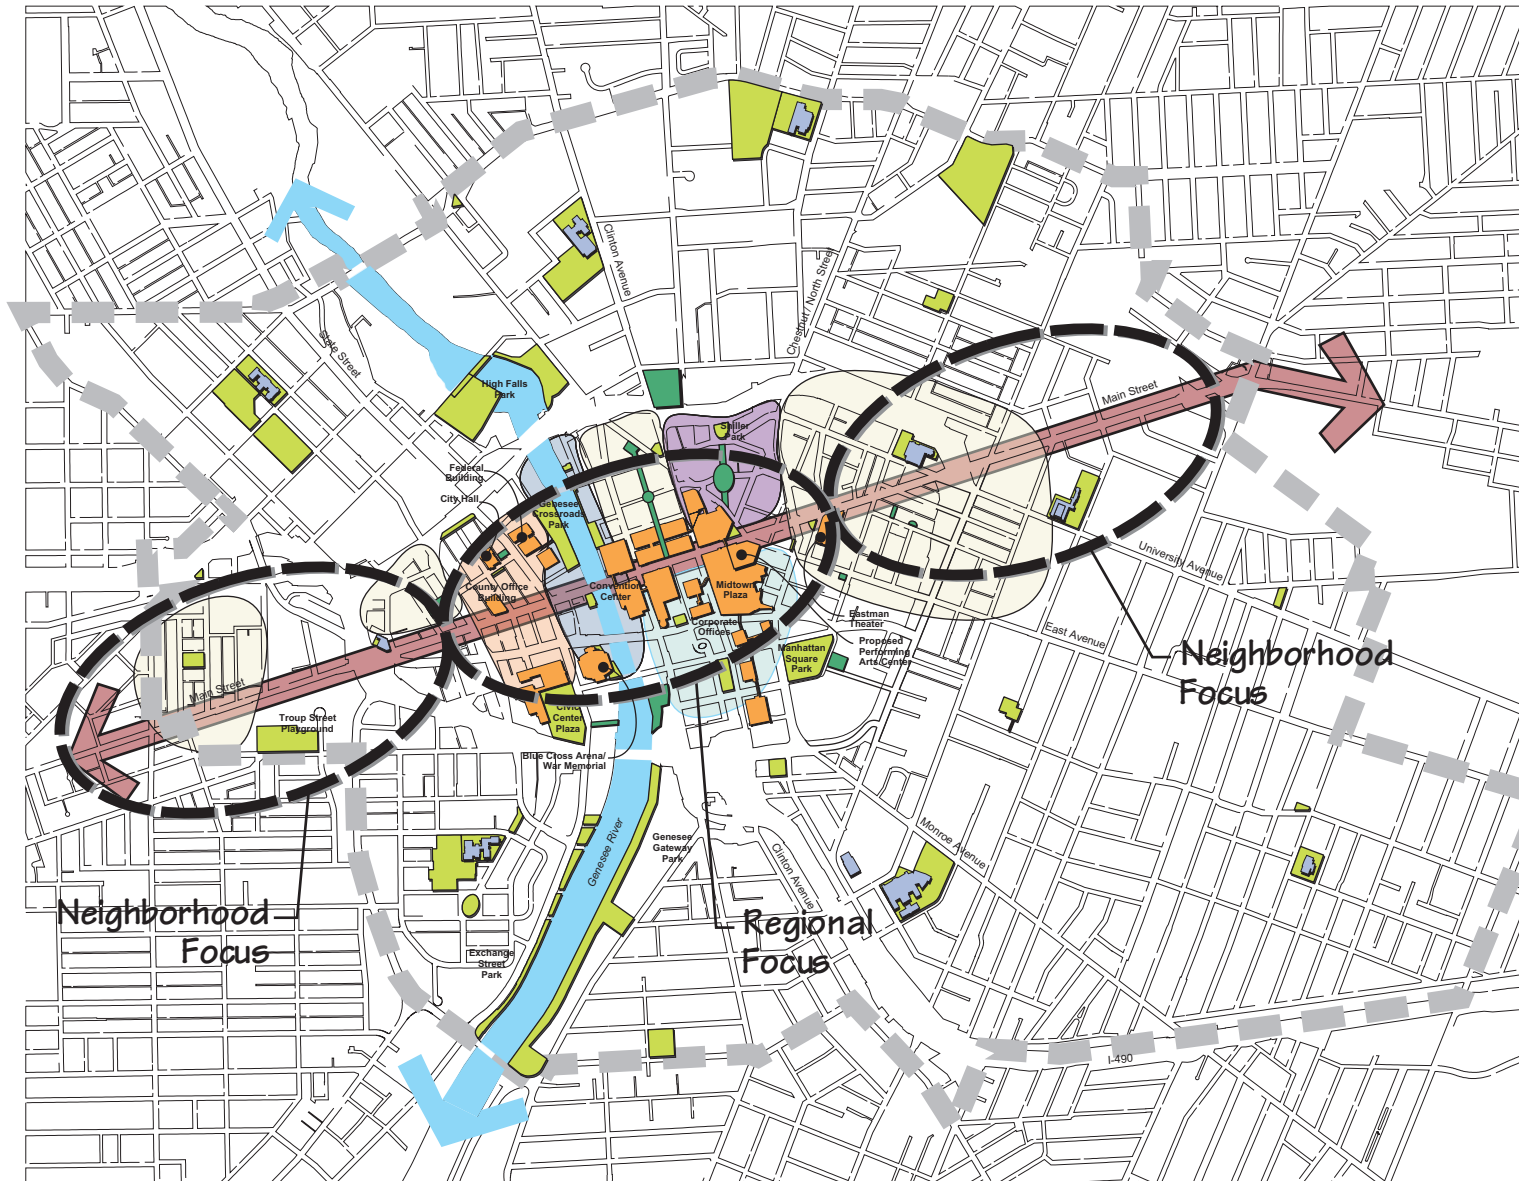 Clinton Avenue
Chestnut / North Street
State Street
High Falls
Park
Main Street
Shiller
Park
Federal
Building
City Hall
Genesee
Crossroads
Park
University Avenue
County Office
Building
Convention
Center
Midtown
Plaza
Corporate
Offices
Eastman
Theater
East Avenue
Proposed
Performing
Arts Center
Manhattan
Square
Park
Neighborhood
Focus
Main Street
Troup Street
Playground
Civic
Center
Plaza
Blue Cross Arena/
War Memorial
Genesee River
Genesee
Gateway
Park
Clinton Avenue
Monroe Avenue
Neighborhood
Focus
Regional
Focus
Exchange
Street
Park
I-490